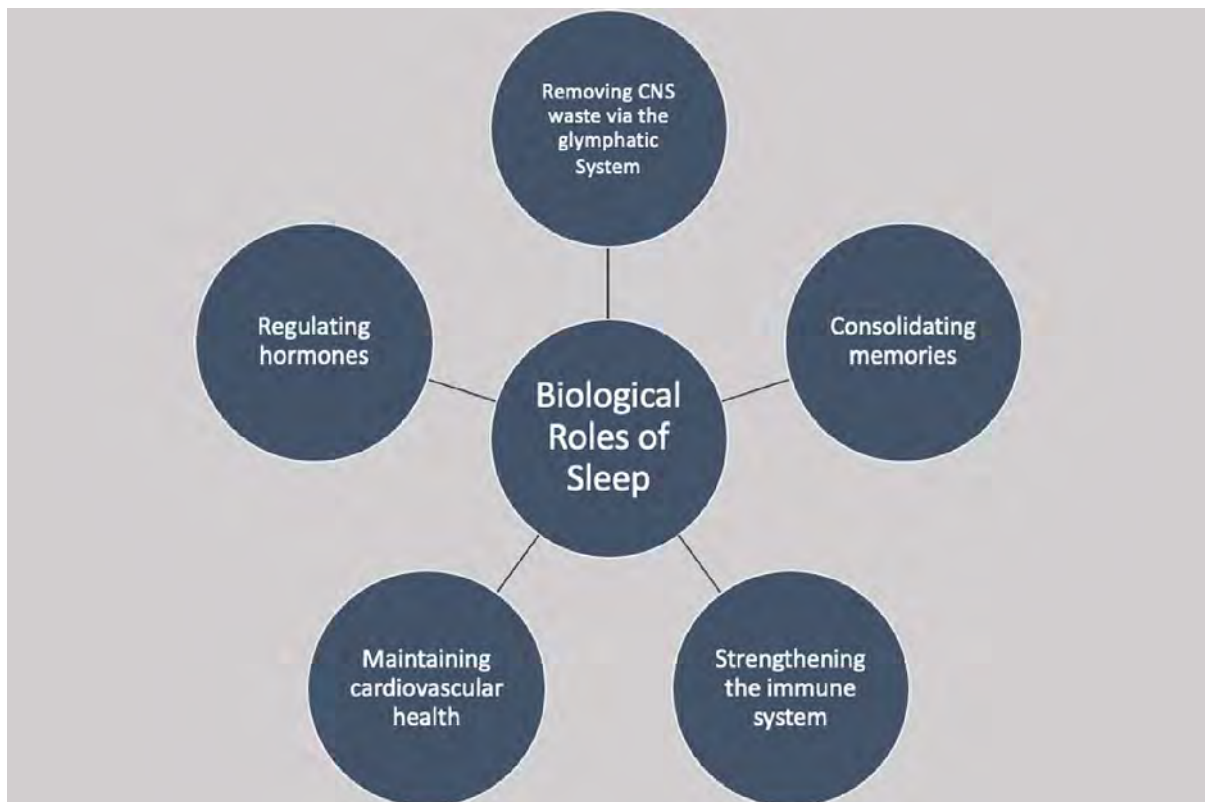 Removing CNS
waste via the
glymphatic
System
Regulating
hormones
Consolidating
memories
Biological
Roles of
Sleep
Maintaining
cardiovascular
health
Strengthening
the immune
system